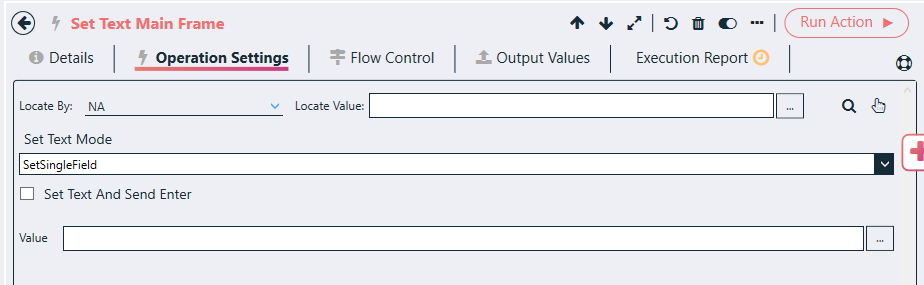 Set Text Main Frame
Run Action
Details Operation Settings Flow Control Output Values Execution Report
Locate By: NA Locate Value: ...
Set Text Mode
SetSingleField
Set Text And Send Enter
Value ...